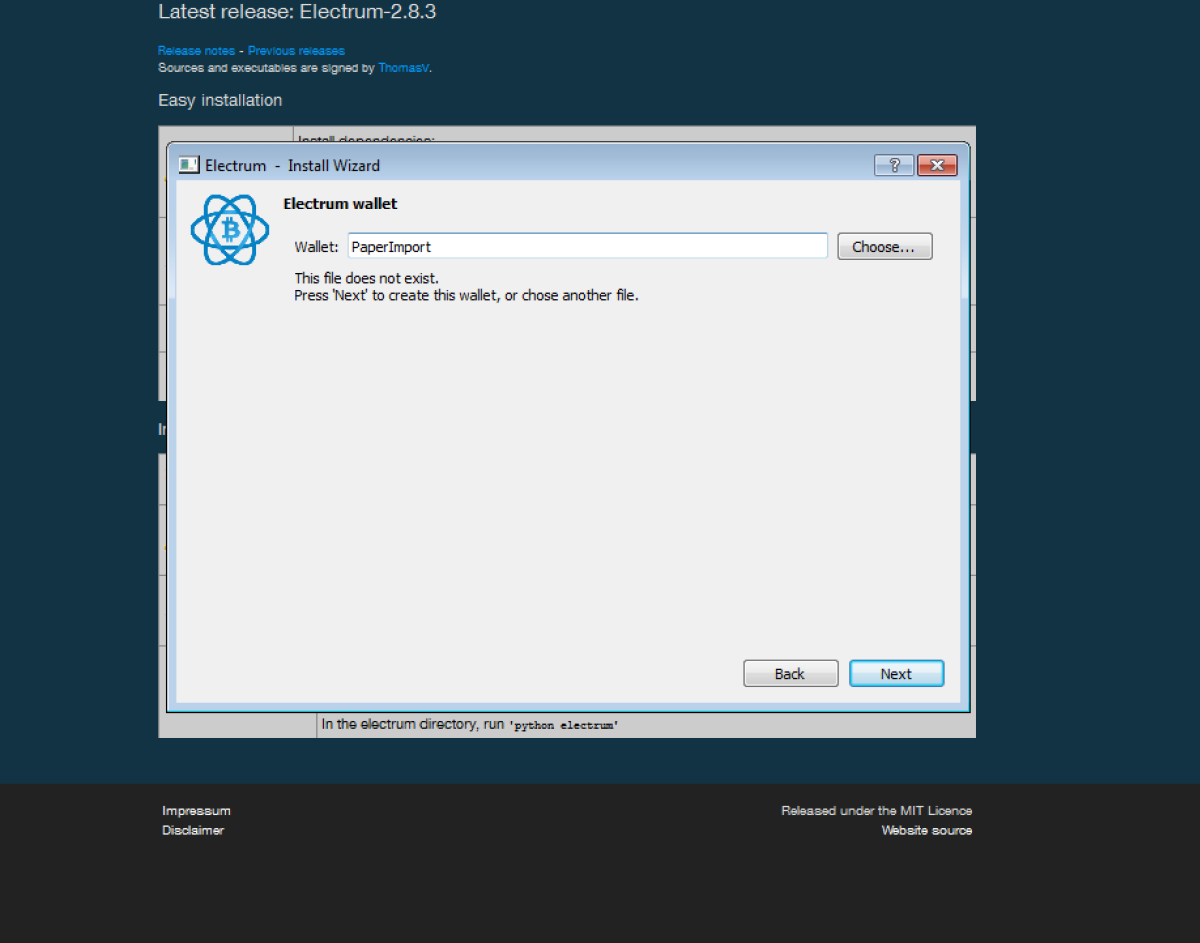 Latest release: Electrum-2.8.3
Release notes - Previous releases
Sources and executables are signed by ThomasV.
Easy installation
Install dependencies:
Electrum - Install Wizard
?
Electrum wallet
Wallet: PaperImport Choose...
This file does not exist.
Press 'Next' to create this wallet, or chose another file.
Back Next
In the electrum directory, run 'python electrum'
Impressum Released under the MIT Licence
Disclaimer Website source